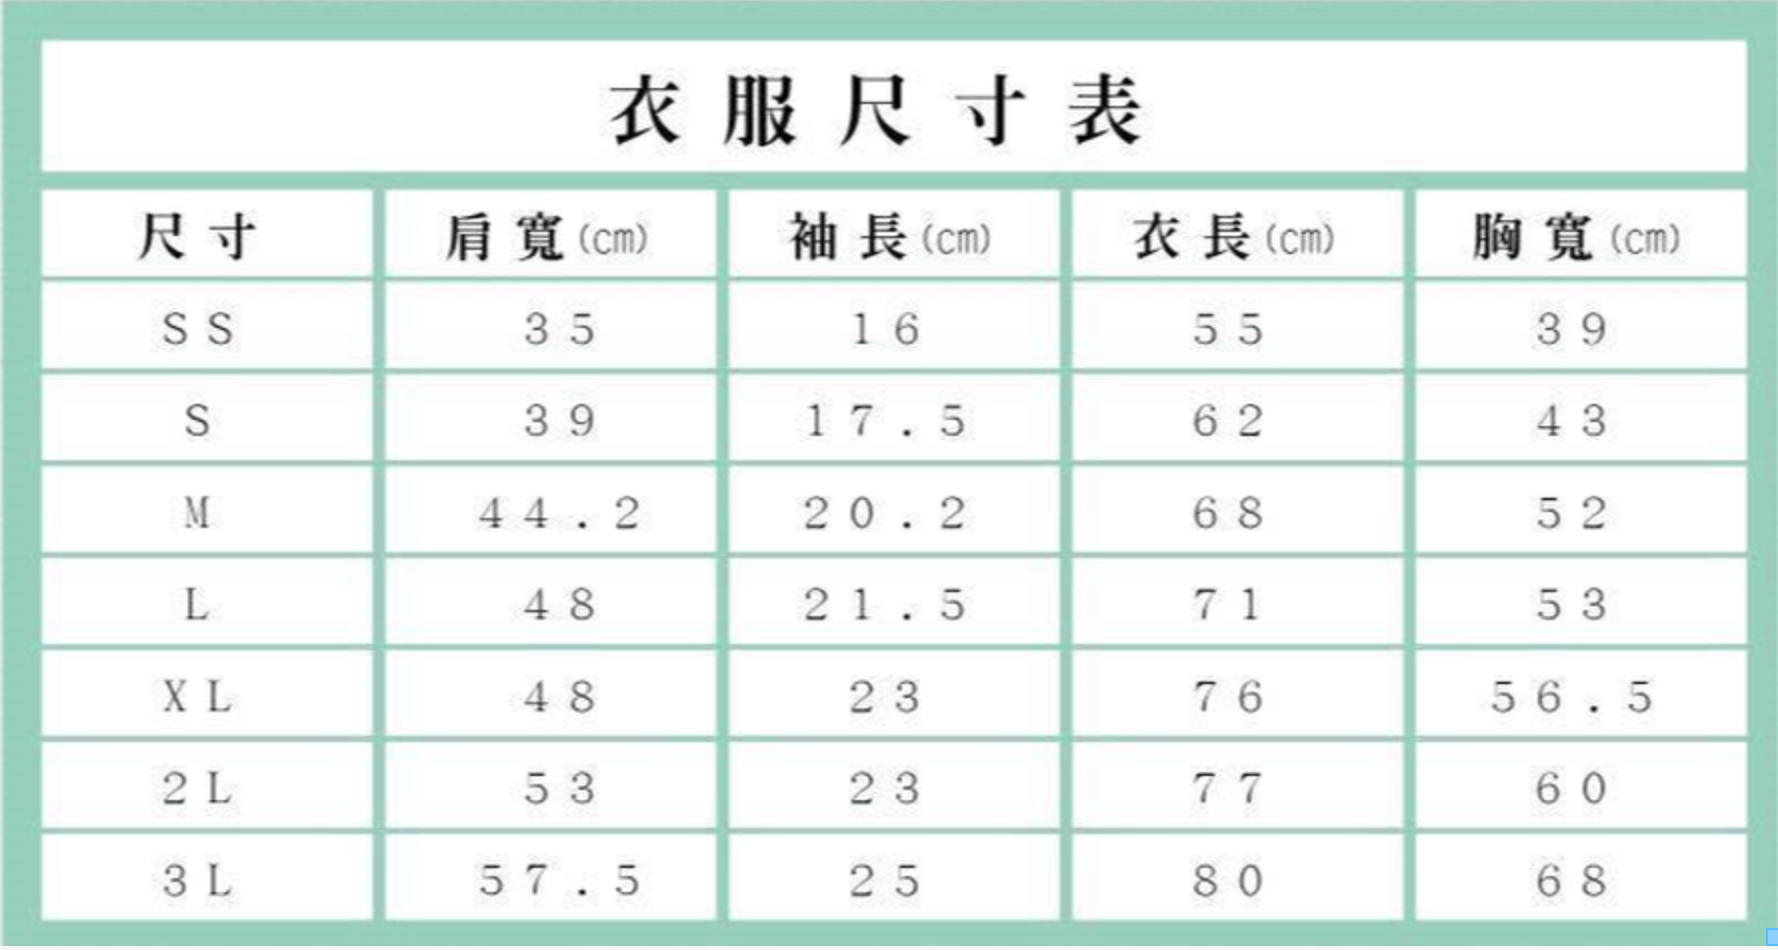 衣服尺寸表
尺寸 肩寬(cm) 袖長(cm) 衣長(cm) 胸寬(cm)
SS 35 16 55 39
S 39 17.5 62 43
M 44.2 20.2 68 52
L 48 21.5 71 53
XL 48 23 76 56.5
2L 53 23 77 60
3L 57.5 25 80 68